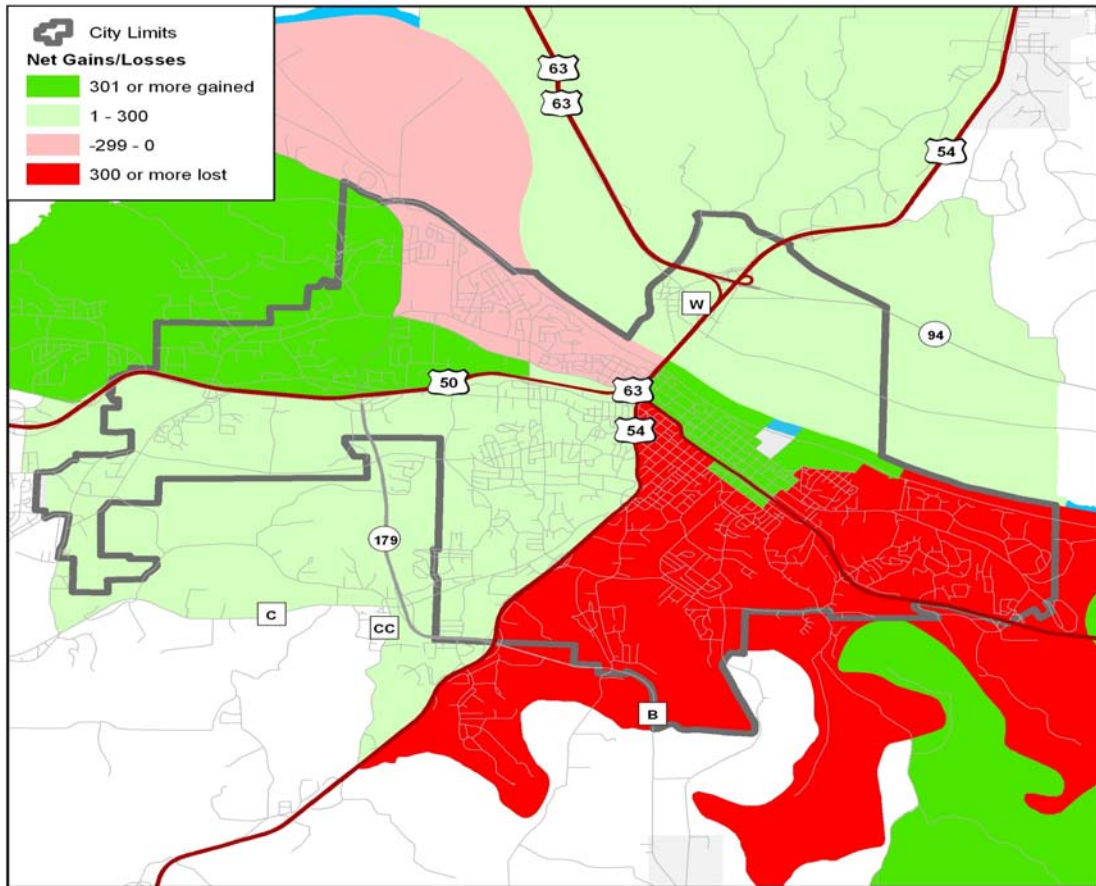 City Limits
Net Gains/Losses
301 or more gained
1 - 300
-299 - 0
300 or more lost
63
63
54
W
94
50
63
54
179
C
CC
B